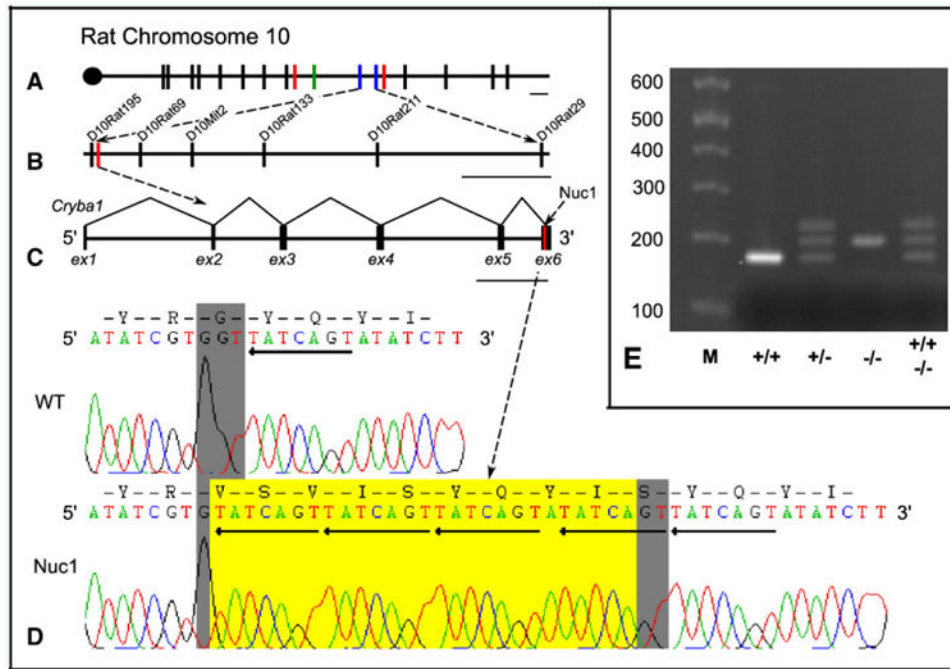 Rat Chromosome 10
A
D10Rat195
D10Rat69
D10Mit2
D10Rat133
D10Rat211
D10Rat29
B
Cryba1
Nuc1
5' 3'
C
ex1 ex2 ex3 ex4 ex5 ex6
--Y--R--G--Y--Q--Y--I-
5' ATATCGTGGTTATCAGTATATCTT 3'
WT
--Y--R--V--S--V--I--S--Y--Q--Y--I--S--Y--Q--Y--I-
5' ATATCGTGTATCAGTTATCAGTTATCAGTATATCAGTTATCAGTATATCTT 3'
Nuc1
D
600
500
400
300
200
100
E
M +/+ +/- -/- +/+
-/-